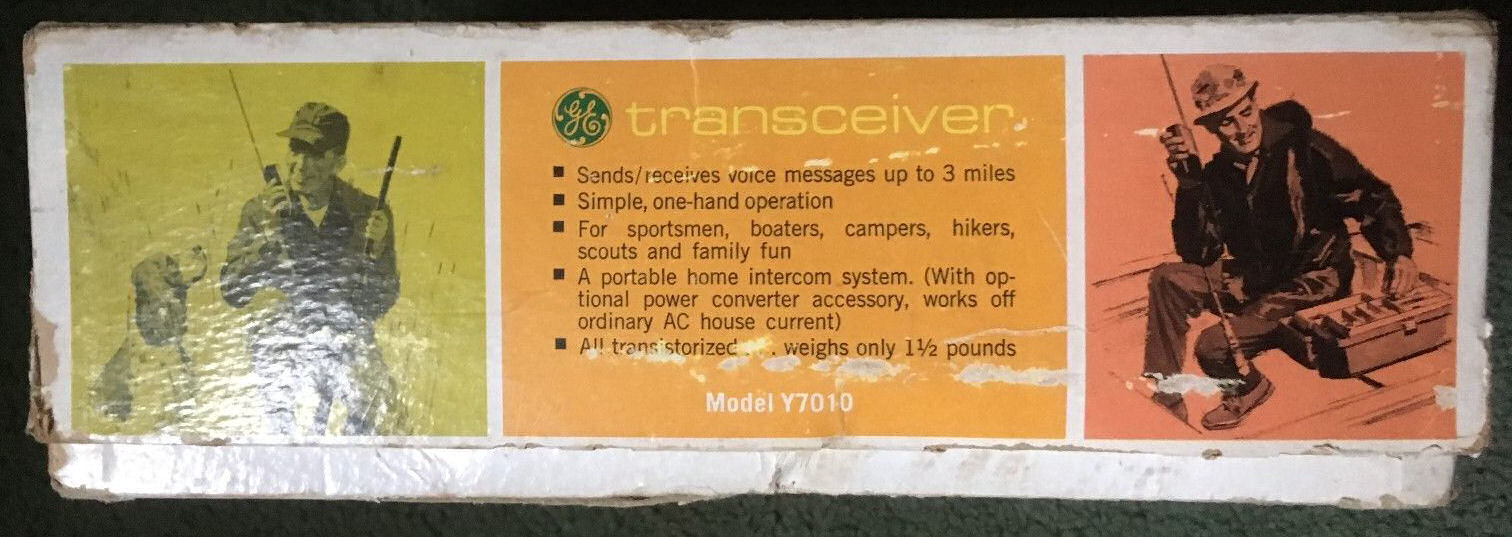 GE transceiver
■ Sends/receives voice messages up to 3 miles
■ Simple, one-hand operation
■ For sportsmen, boaters, campers, hikers,
scouts and family fun
■ A portable home intercom system. (With op-
tional power converter accessory, works off
ordinary AC house current)
■ All transistorized . . . weighs only 1½ pounds
Model Y7010